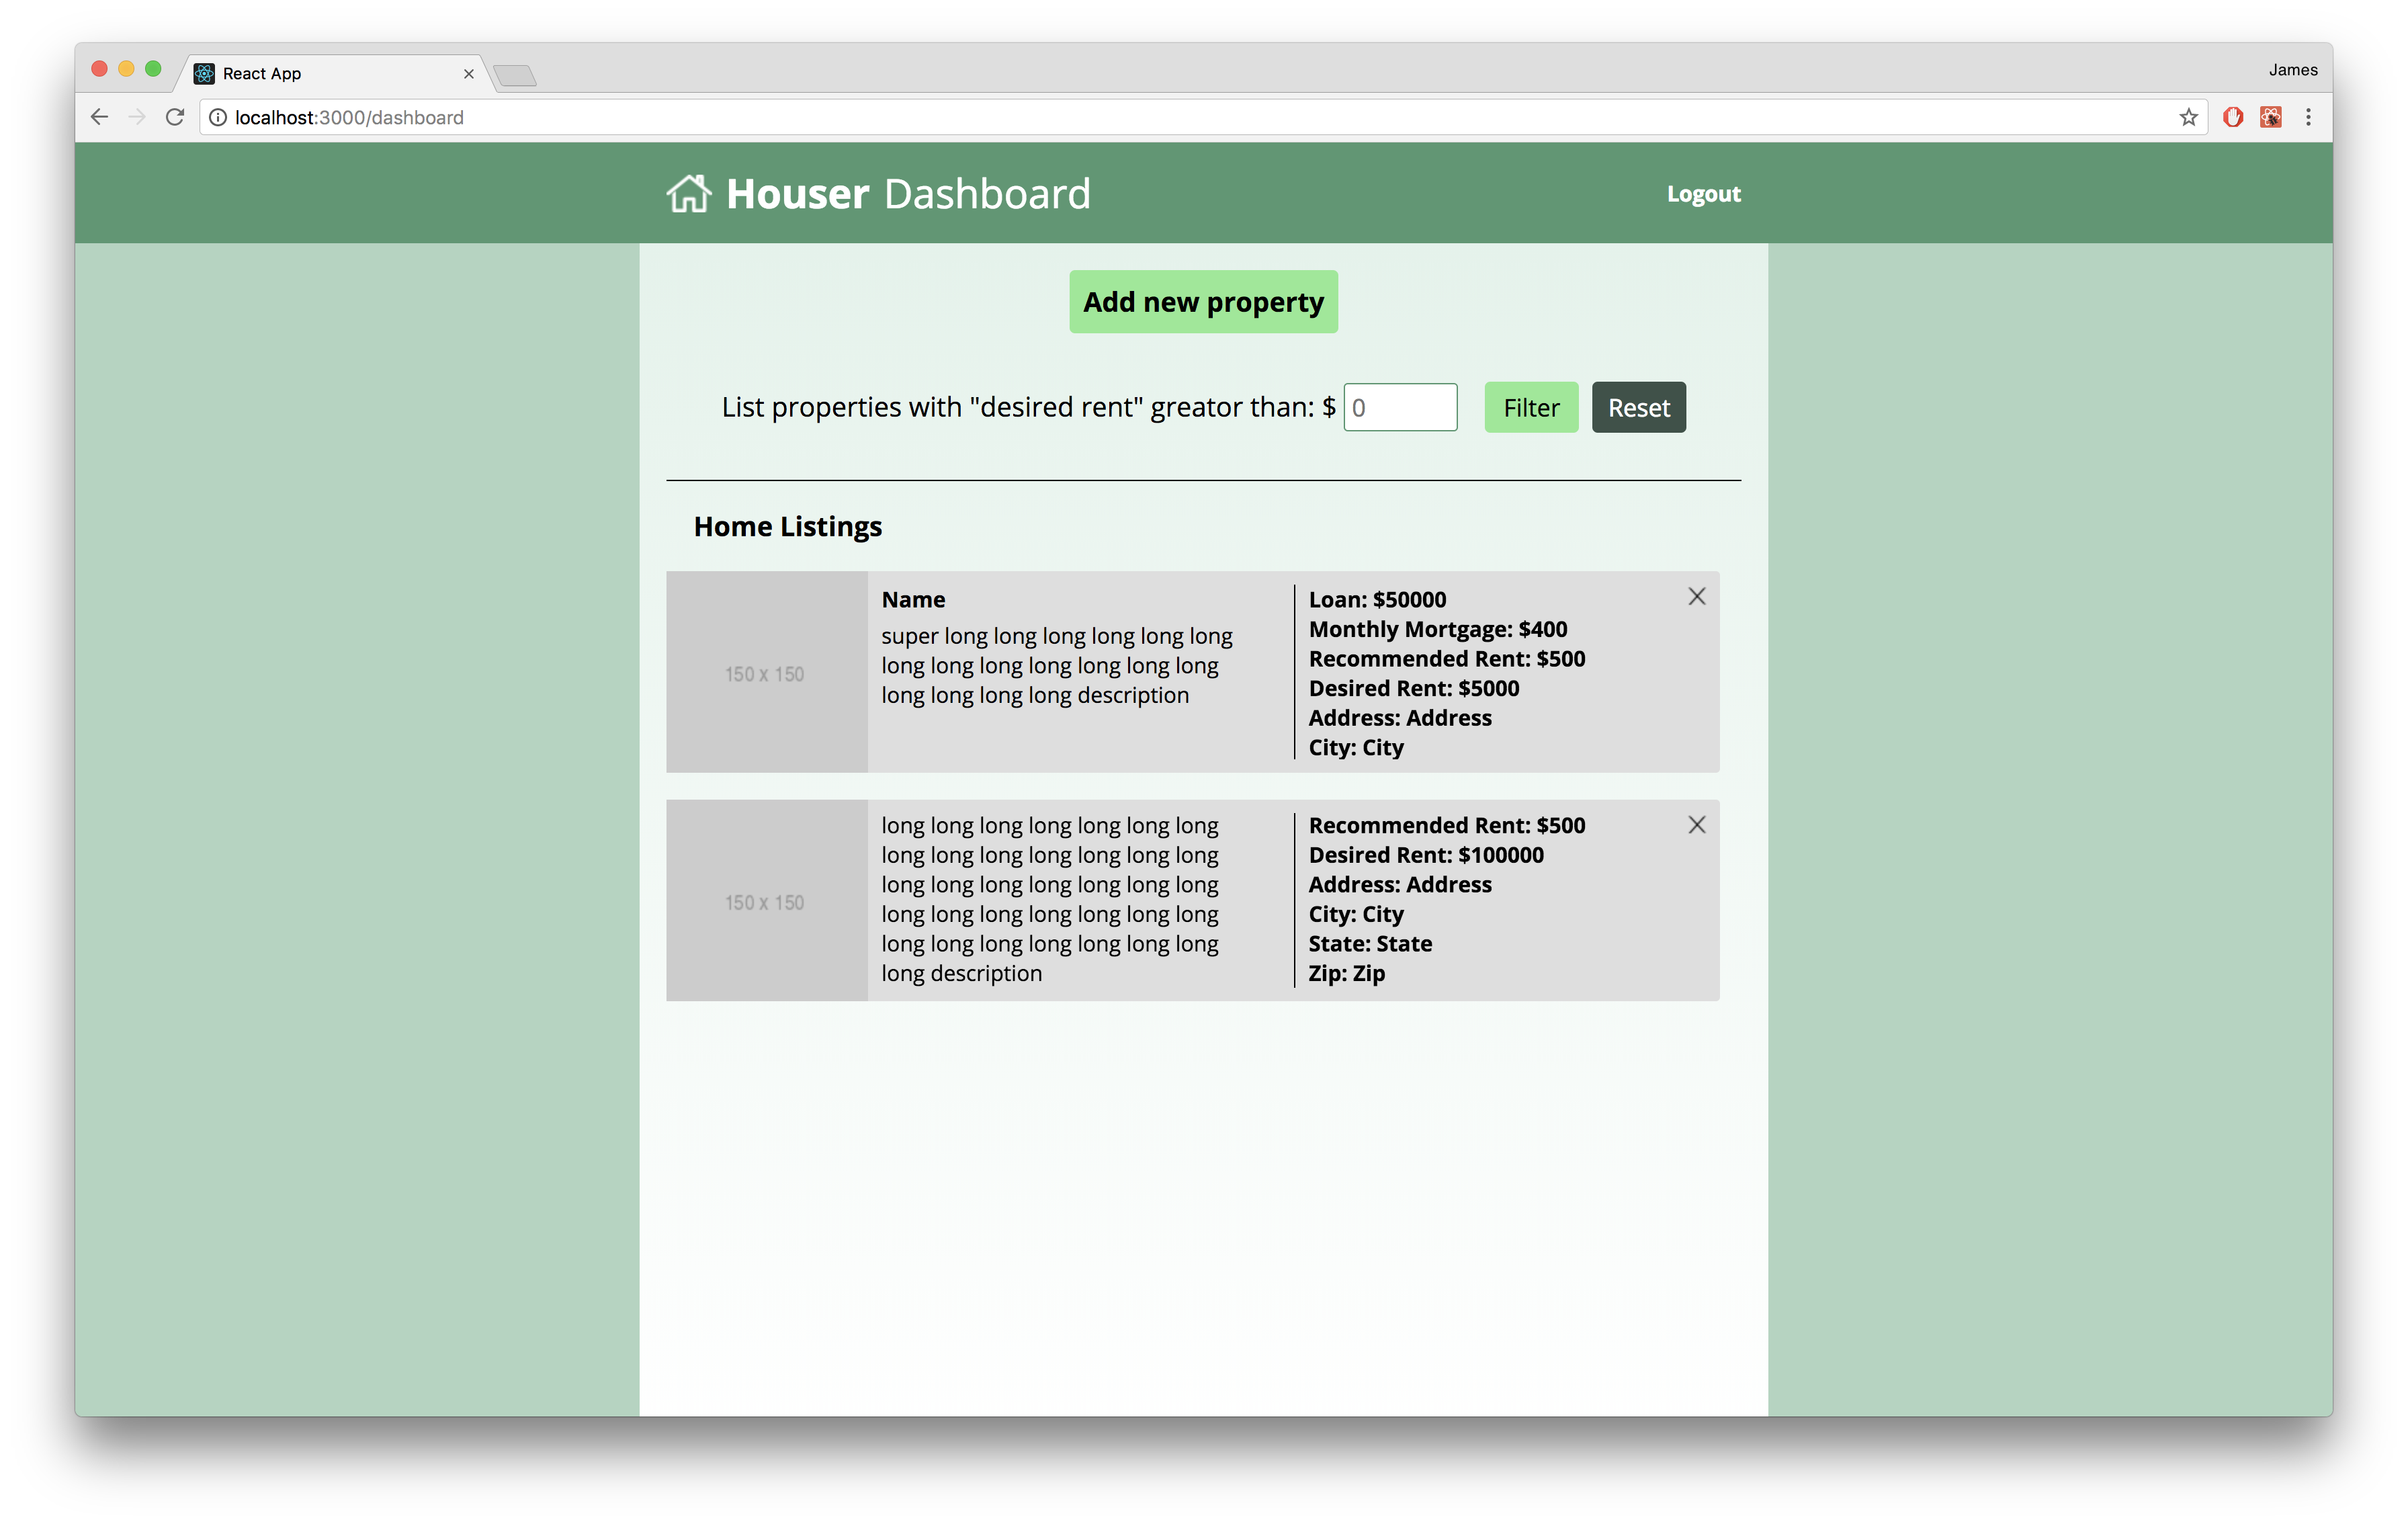 React App
James
localhost:3000/dashboard
Houser Dashboard
Logout
Add new property
List properties with "desired rent" greator than: $ 0
Filter
Reset
Home Listings
150 x 150
Name
super long long long long long long
long long long long long long long
long long long long description
Loan: $50000
Monthly Mortgage: $400
Recommended Rent: $500
Desired Rent: $5000
Address: Address
City: City
150 x 150
long long long long long long long
long long long long long long long
long long long long long long long
long long long long long long long
long long long long long long long
long description
Recommended Rent: $500
Desired Rent: $100000
Address: Address
City: City
State: State
Zip: Zip